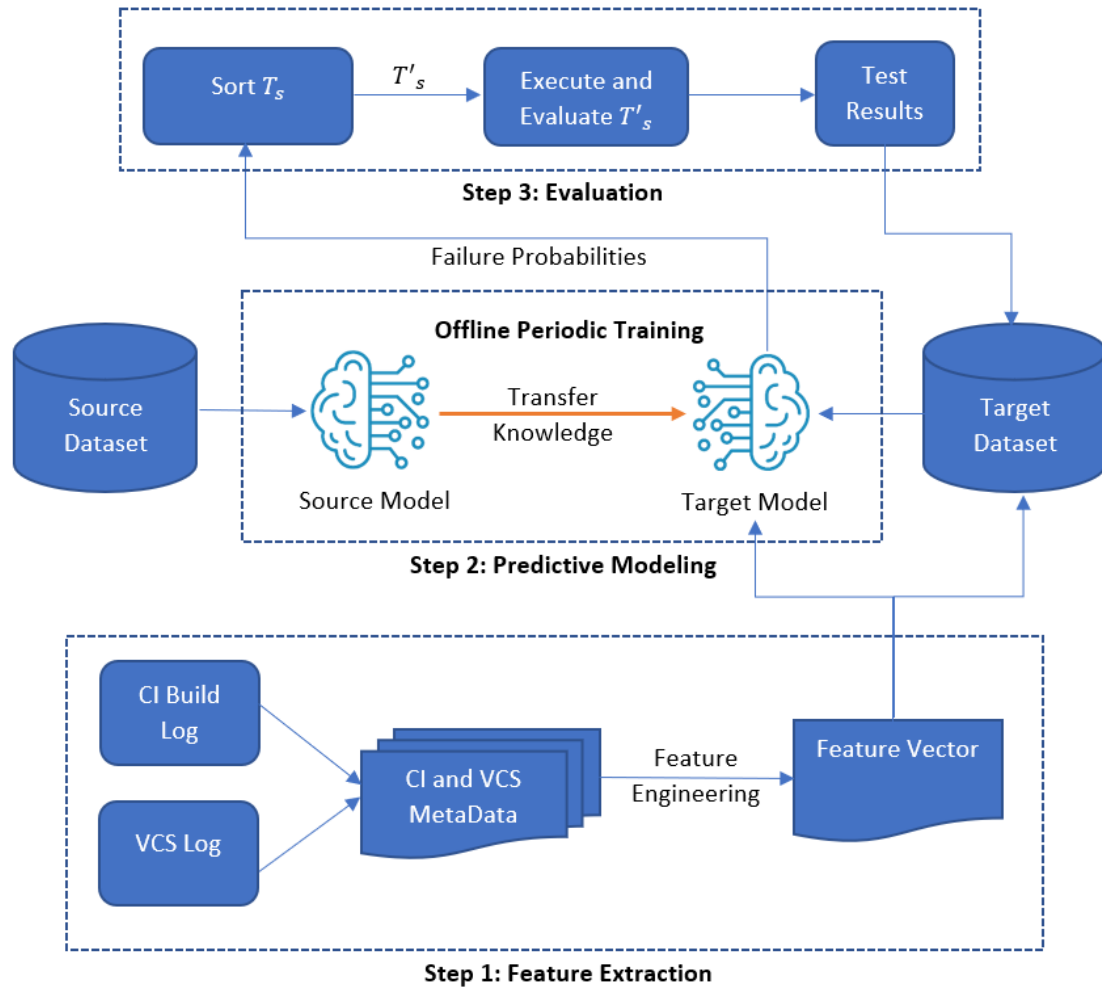 Sort T_s
T'_s
Execute and
Evaluate T'_s
Test
Results
Step 3: Evaluation
Failure Probabilities
Offline Periodic Training
Source
Dataset
Transfer
Knowledge
Source Model
Target Model
Target
Dataset
Step 2: Predictive Modeling
CI Build
Log
VCS Log
CI and VCS
MetaData
Feature
Engineering
Feature Vector
Step 1: Feature Extraction